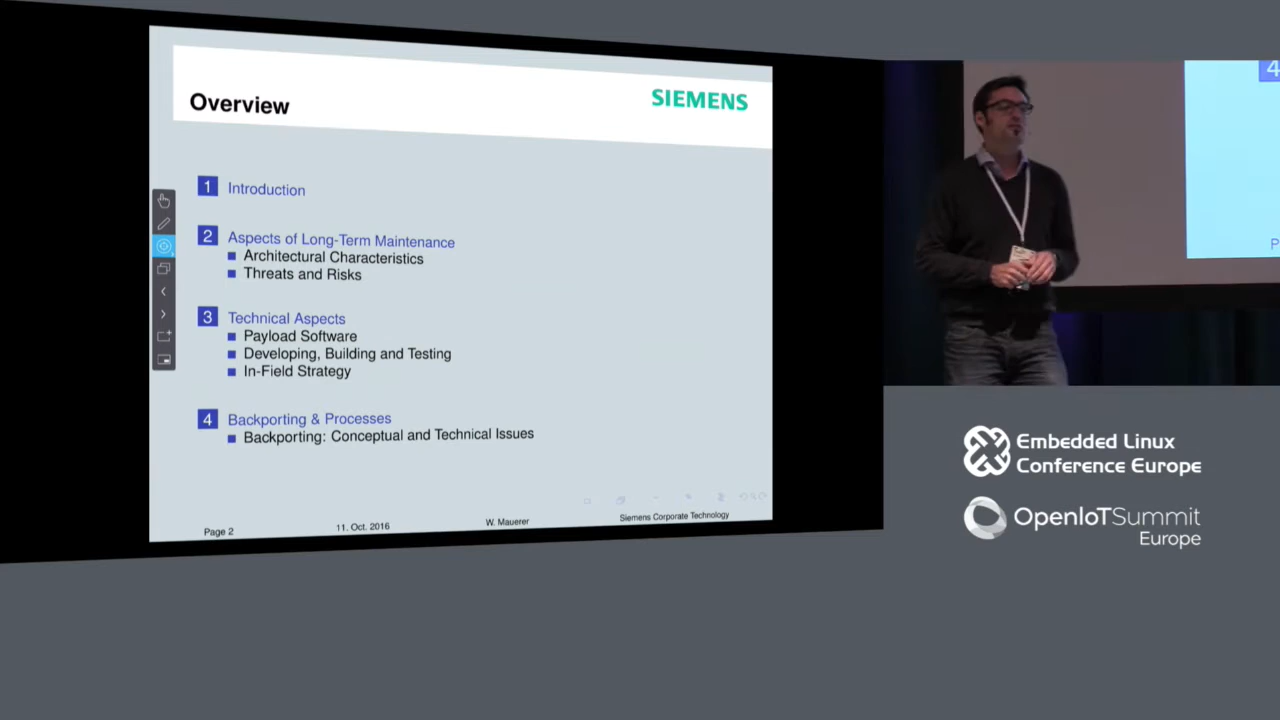 Overview
SIEMENS
1 Introduction
2 Aspects of Long-Term Maintenance
Architectural Characteristics
Threats and Risks
3 Technical Aspects
Payload Software
Developing, Building and Testing
In-Field Strategy
4 Backporting & Processes
Backporting: Conceptual and Technical Issues
Page 2
11. Oct. 2016
W. Mauerer
Siemens Corporate Technology
4
P
Embedded Linux
Conference Europe
OpenIoTSummit
Europe